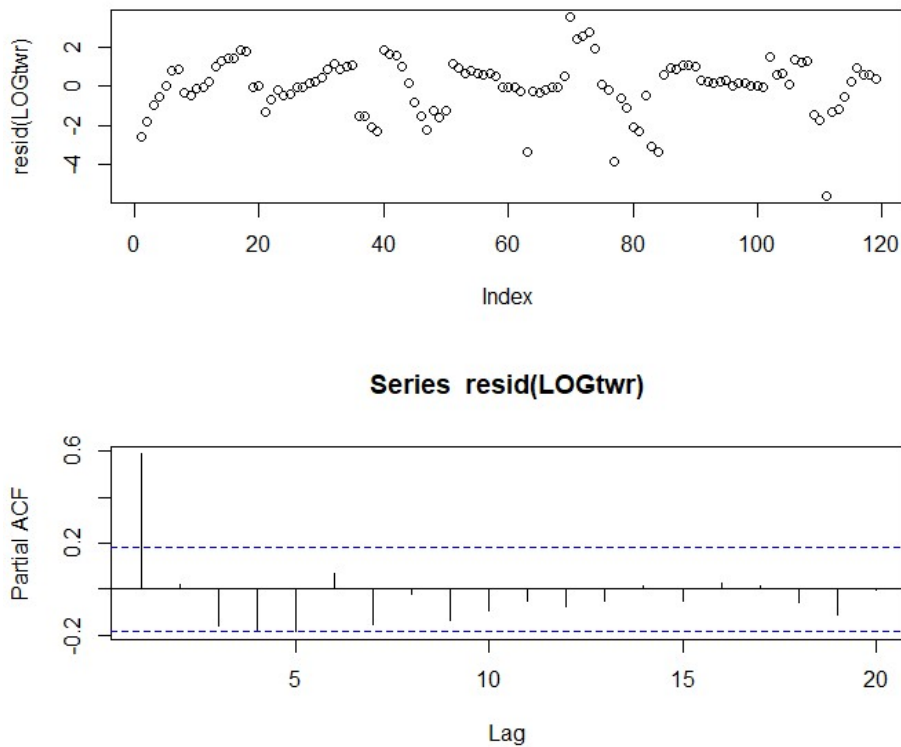 resid(LOGtwr)
2
0
-2
-4
0 20 40 60 80 100 120
Index
Series resid(LOGtwr)
Partial ACF
0.6
0.2
-0.2
5 10 15 20
Lag